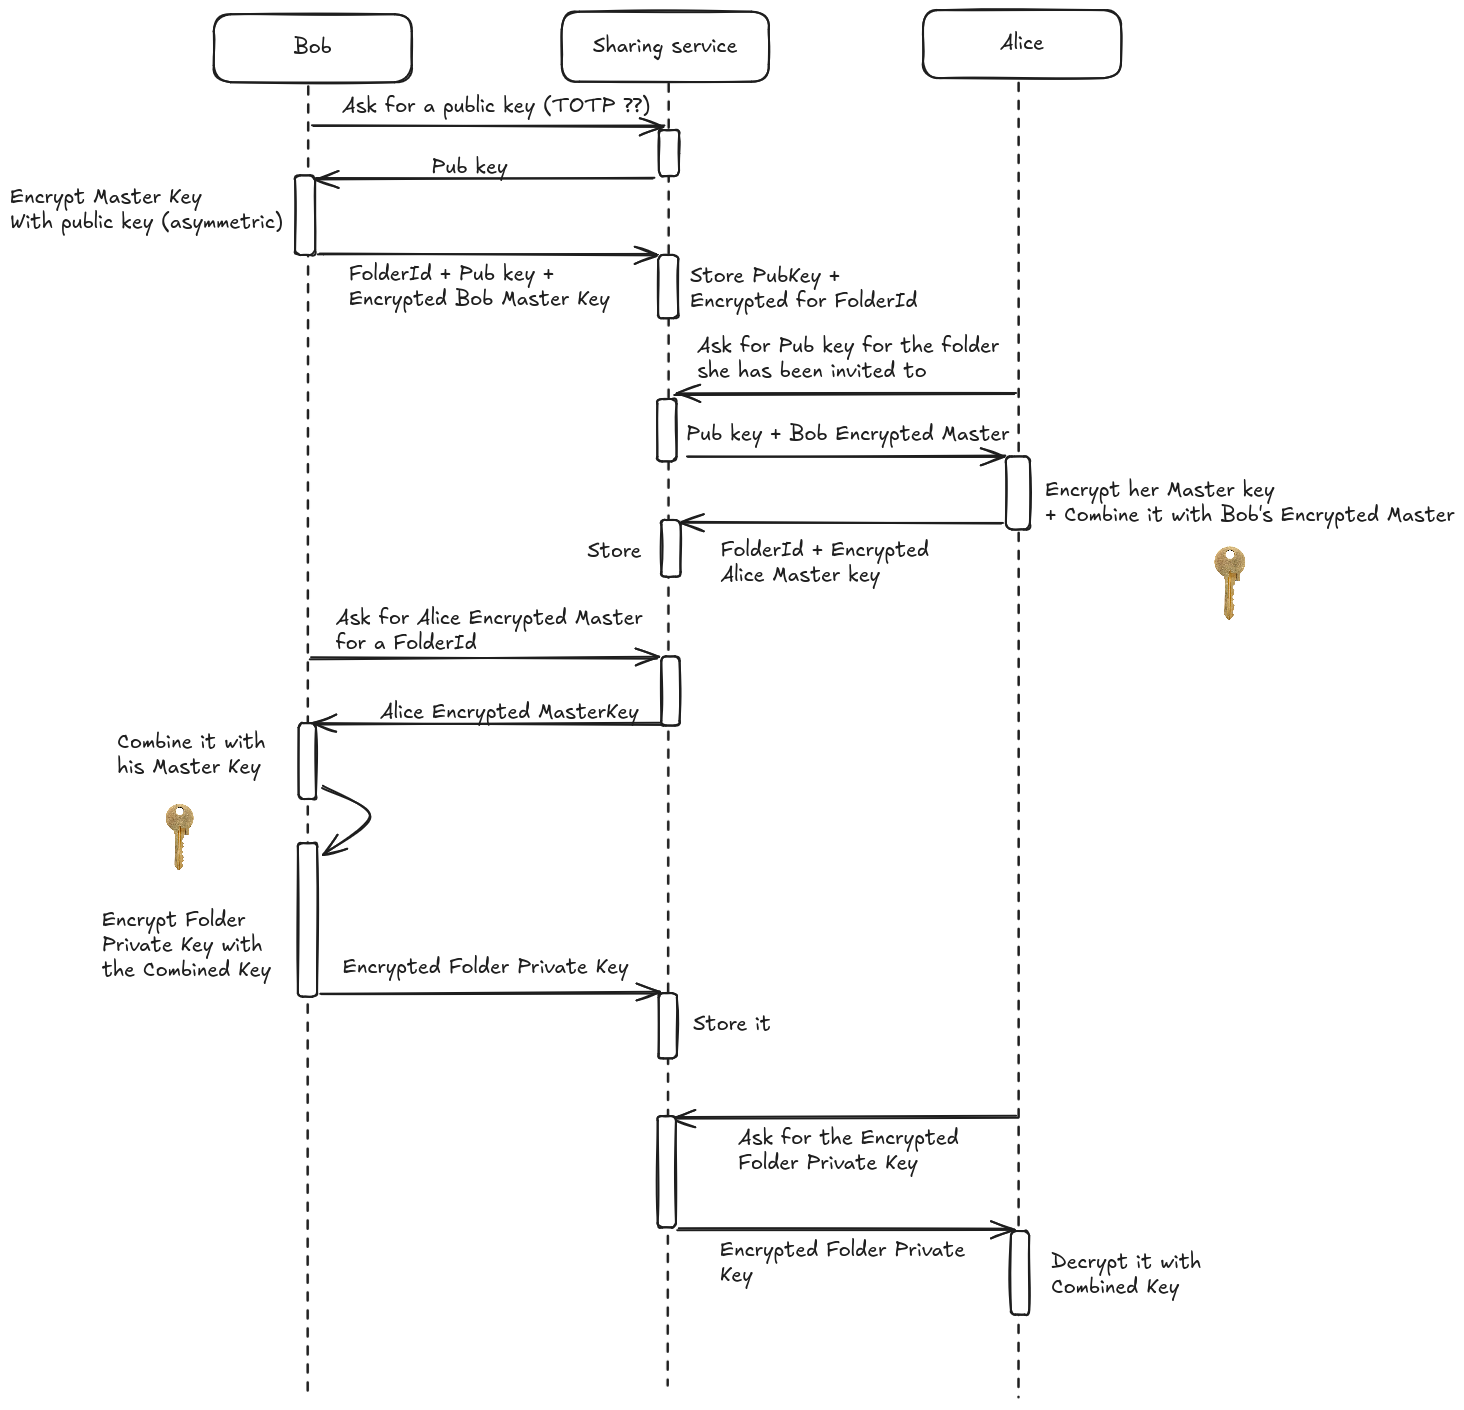 Bob
Sharing service
Alice
Ask for a public key (TOTP ??)
Pub key
Encrypt Master Key
With public key (asymmetric)
FolderId + Pub key +
Encrypted Bob Master Key
Store PubKey +
Encrypted for FolderId
Ask for Pub key for the folder
she has been invited to
Pub key + Bob Encrypted Master
Encrypt her Master key
+ Combine it with Bob's Encrypted Master
Store
FolderId + Encrypted
Alice Master key
Ask for Alice Encrypted Master
for a FolderId
Alice Encrypted MasterKey
Combine it with
his Master Key
Encrypt Folder
Private Key with
the Combined Key
Encrypted Folder Private Key
Store it
Ask for the Encrypted
Folder Private Key
Encrypted Folder Private
Key
Decrypt it with
Combined Key